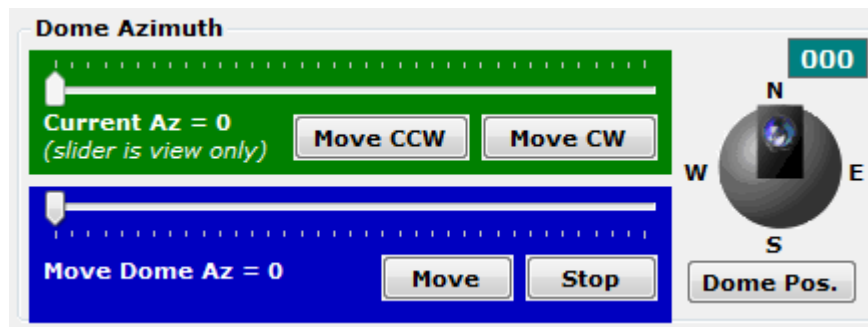 Dome Azimuth
000
N
Current Az = 0
(slider is view only)
Move CCW
Move CW
W
E
S
Move Dome Az = 0
Move
Stop
Dome Pos.